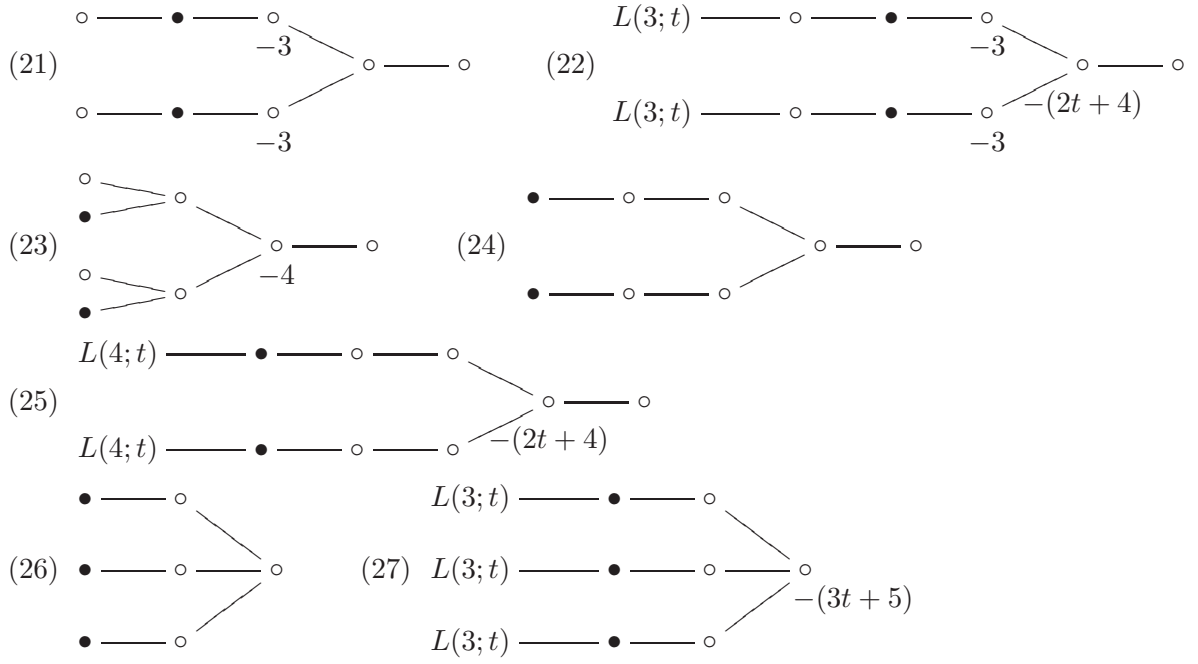 L(3; t)
−3 −3
(21) (22)
−(2t + 4)
L(3; t)
−3 −3
(23) (24)
−4
L(4; t)
(25)
−(2t + 4)
L(4; t)
L(3; t)
(26) (27) L(3; t)
−(3t + 5)
L(3; t)